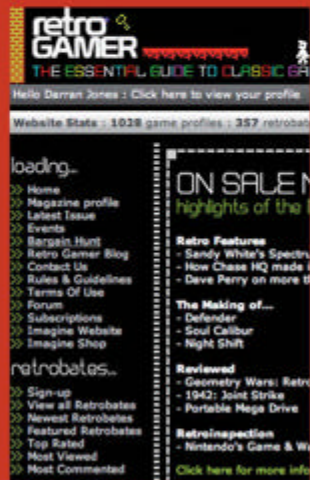 retro
GAMER
THE ESSENTIAL GUIDE TO CLASSIC
Hello Darran Jones : Click here to view your profile
Website Stats : 1028 game profiles : 357
loading...
>> Home
>> Magazine profile
>> Latest Issue
>> Events
>> Bargain Hunt
>> Retro Gamer Blog
>> Contact Us
>> Rules & Guidelines
>> Terms Of Use
>> Forum
>> Subscriptions
>> Imagine Website
>> Imagine Shop
retrobates...
>> Sign-up
>> View all Retrobates
>> Newest Retrobates
>> Featured Retrobates
>> Top Rated
>> Most Viewed
>> Most Commented
ON SALE
highlights of the
Retro Features
- Sandy White's
- How Chase HQ made
- Dave Perry on more
The Making of...
- Defender
- Soul Calibur
- Night Shift
Reviewed
- Geometry Wars:
- 1942: Joint Strike
- Portable Mega Drive
Retroinspection
- Nintendo's Game &
Click here for more